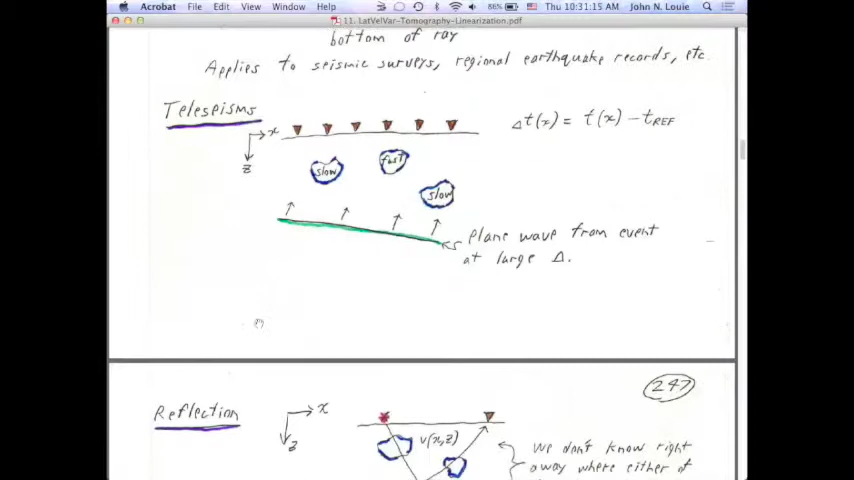 Acrobat File Edit View Window Help
86% Thu 10:31:15 AM John N. Louie
11. LatVelVar-Tomography-Linearization.pdf
bottom of ray
Applies to seismic surveys, regional earthquake records, etc.
Teleseisms
x
z
Δt(x) = t(x) - tREF
slow
fast
slow
plane wave from event
at large Δ.
247
Reflection
x
z
v(x,z)
We don't know right
away where either of